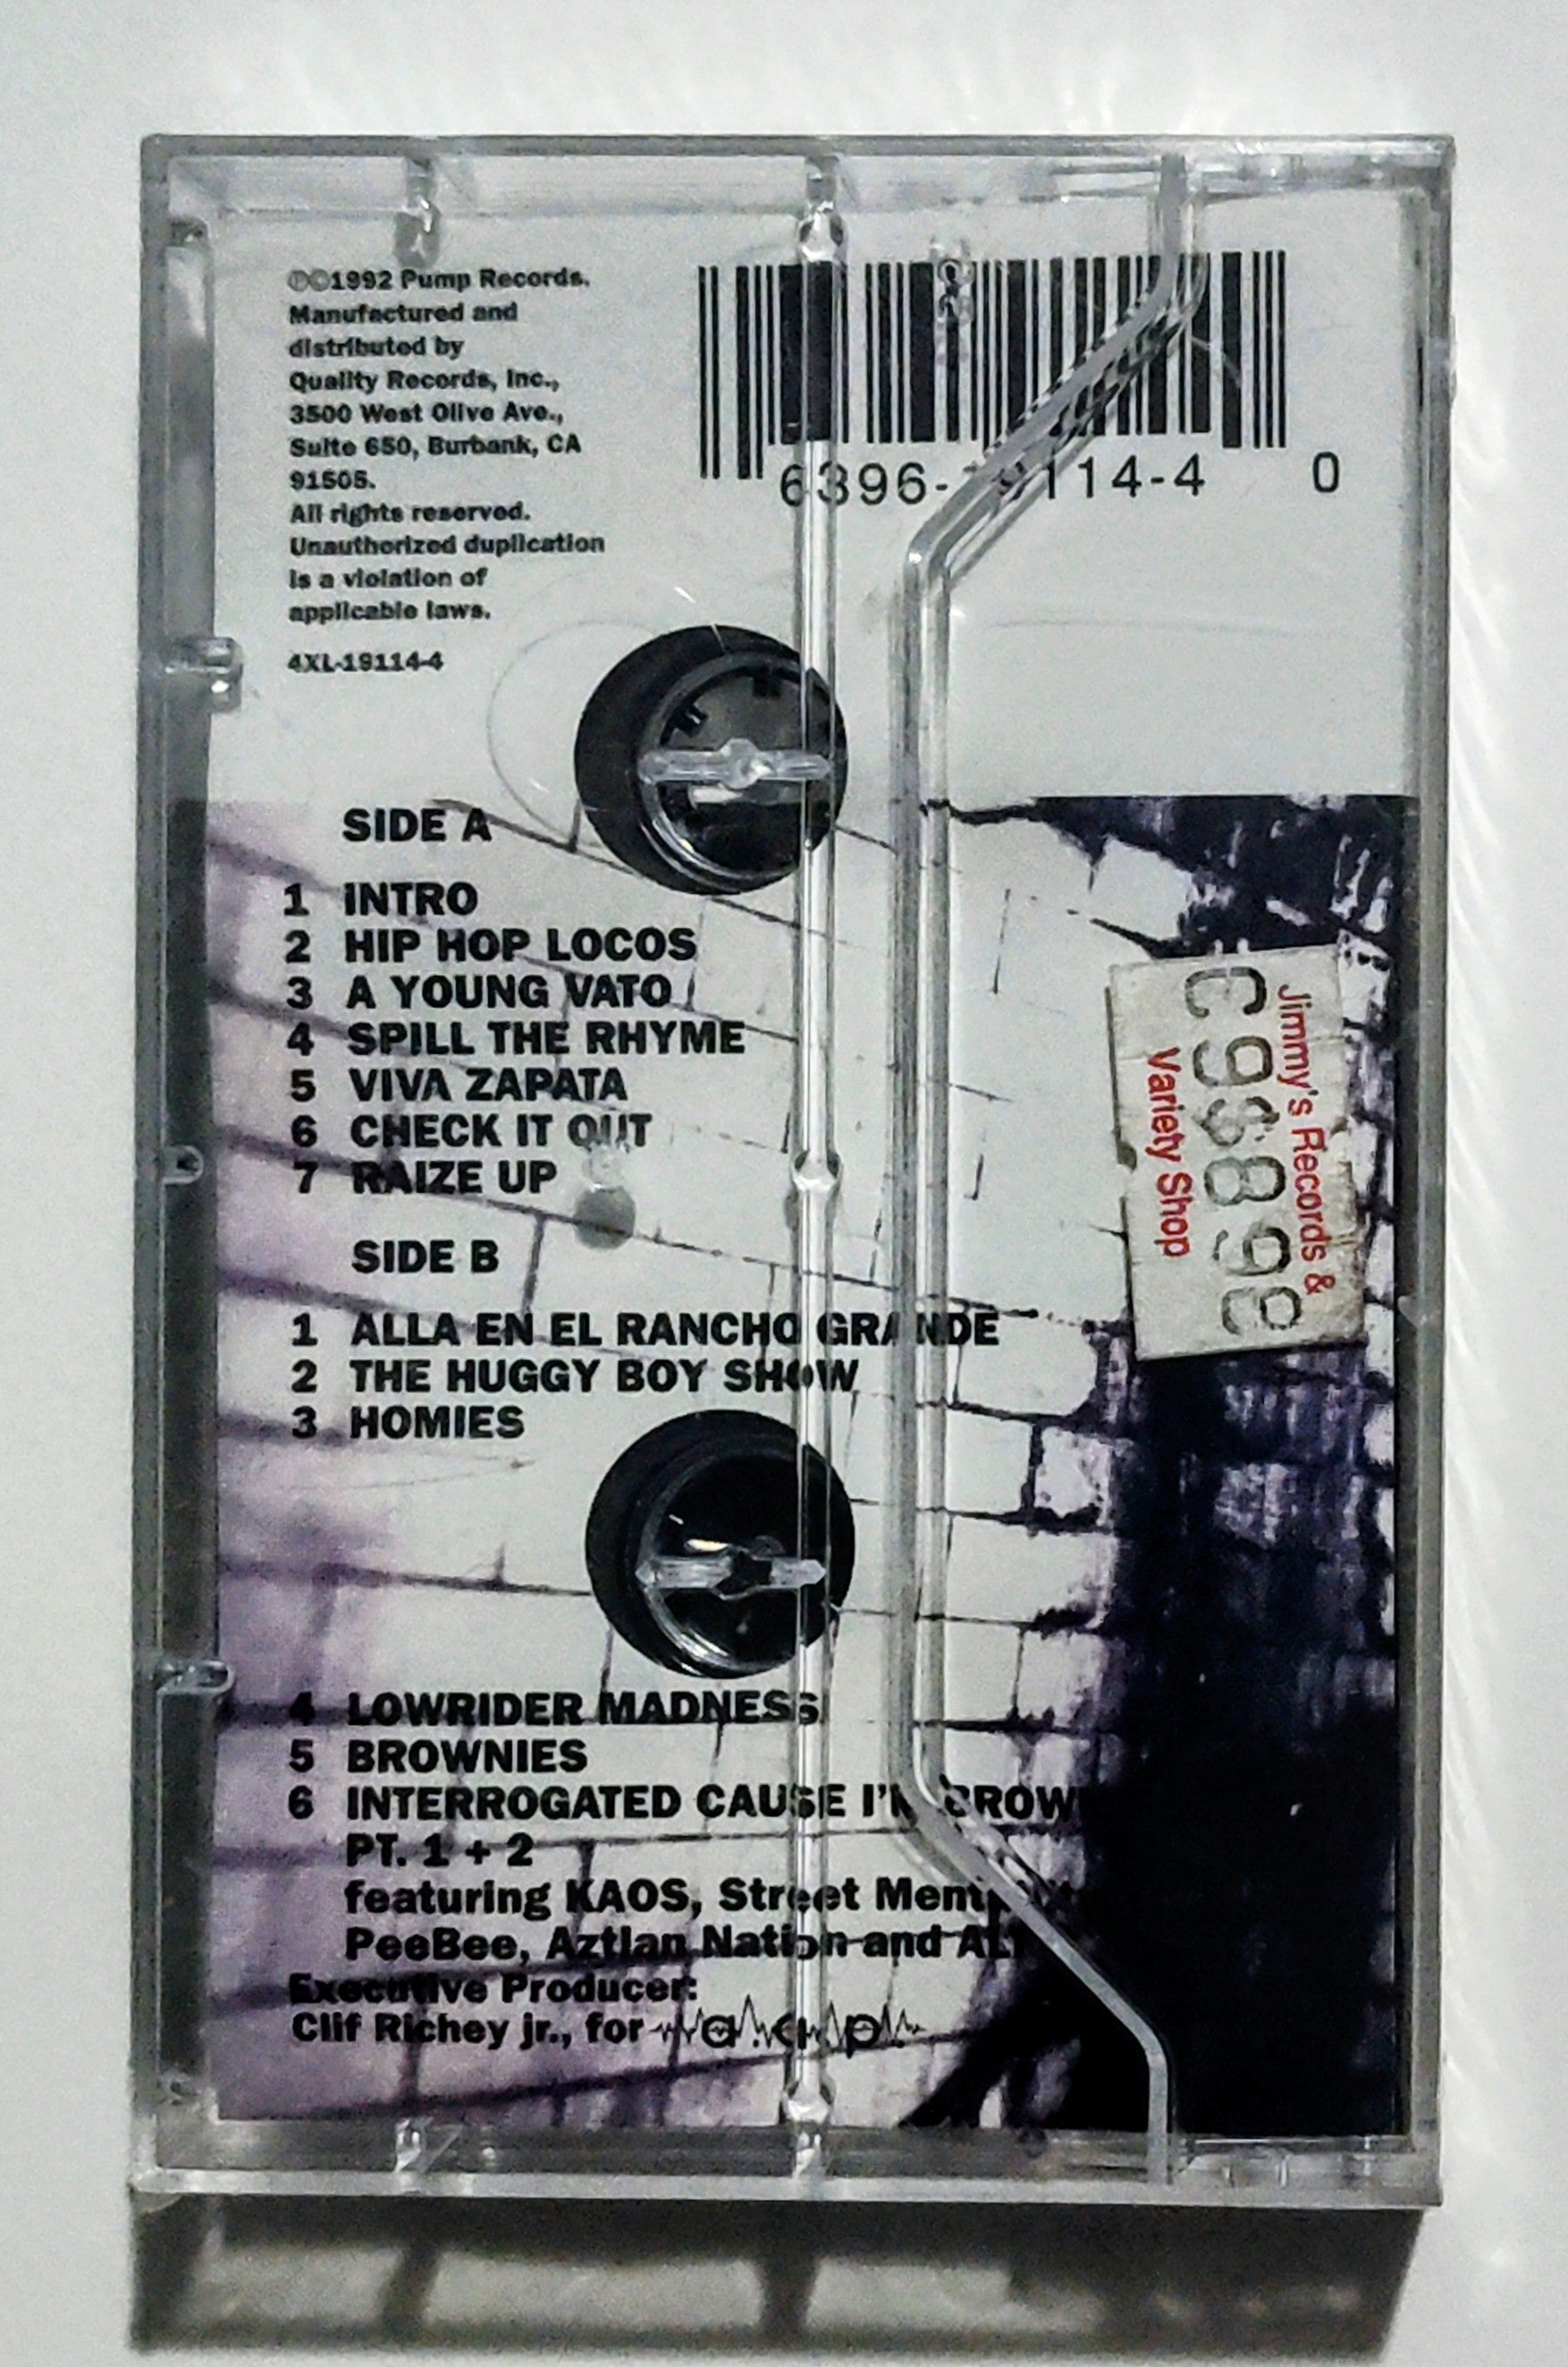 ℗©1992 Pump Records.
Manufactured and
distributed by
Quality Records, Inc.,
3500 West Olive Ave.,
Suite 650, Burbank, CA
91505.
All rights reserved.
Unauthorized duplication
is a violation of
applicable laws.
4XL-19114-4
0
SIDE A
1 INTRO
2 HIP HOP LOCOS
3 A YOUNG VATO
4 SPILL THE RHYME
5 VIVA ZAPATA
6 CHECK IT OUT
7 RAIZE UP
SIDE B
1 ALLA EN EL RANCHO GRANDE
2 THE HUGGY BOY SHOW
3 HOMIES
4 LOWRIDER MADNESS
5 BROWNIES
6 INTERROGATED CAUSE I'M BROWN
PT. 1 + 2
featuring KAOS, Street
PeeBee, Aztlan Nation and
Executive Producer:
Clif Richey jr., for
Jimmy's Records &
Variety Shop